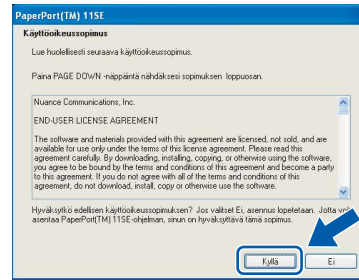 PaperPort(TM) 11SE
Käyttöoikeussopimus
Lue huolellisesti seuraava käyttöoikeussopimus.
Paina PAGE DOWN -näppäintä nähdäksesi sopimuksen loppuosan.
Nuance Communications, Inc.
END-USER LICENSE AGREEMENT
The software and materials provided with this agreement are licensed, not sold, and are
available for use only under the terms of this license agreement. Please read this
agreement carefully. By downloading, installing, copying, or otherwise using the software,
you agree to be bound by the terms and conditions of this agreement and become a party
to this agreement. If you do not agree with all of the terms and conditions of this
agreement, do not download, install, copy or otherwise use the software.
Hyväksytkö edellisen käyttöoikeussopimuksen? Jos valitset Ei, asennus lopetetaan. Jotta
asentaa PaperPort(TM) 11SE-ohjelman, sinun on hyväksyttävä tämä sopimus.
Kyllä
Ei